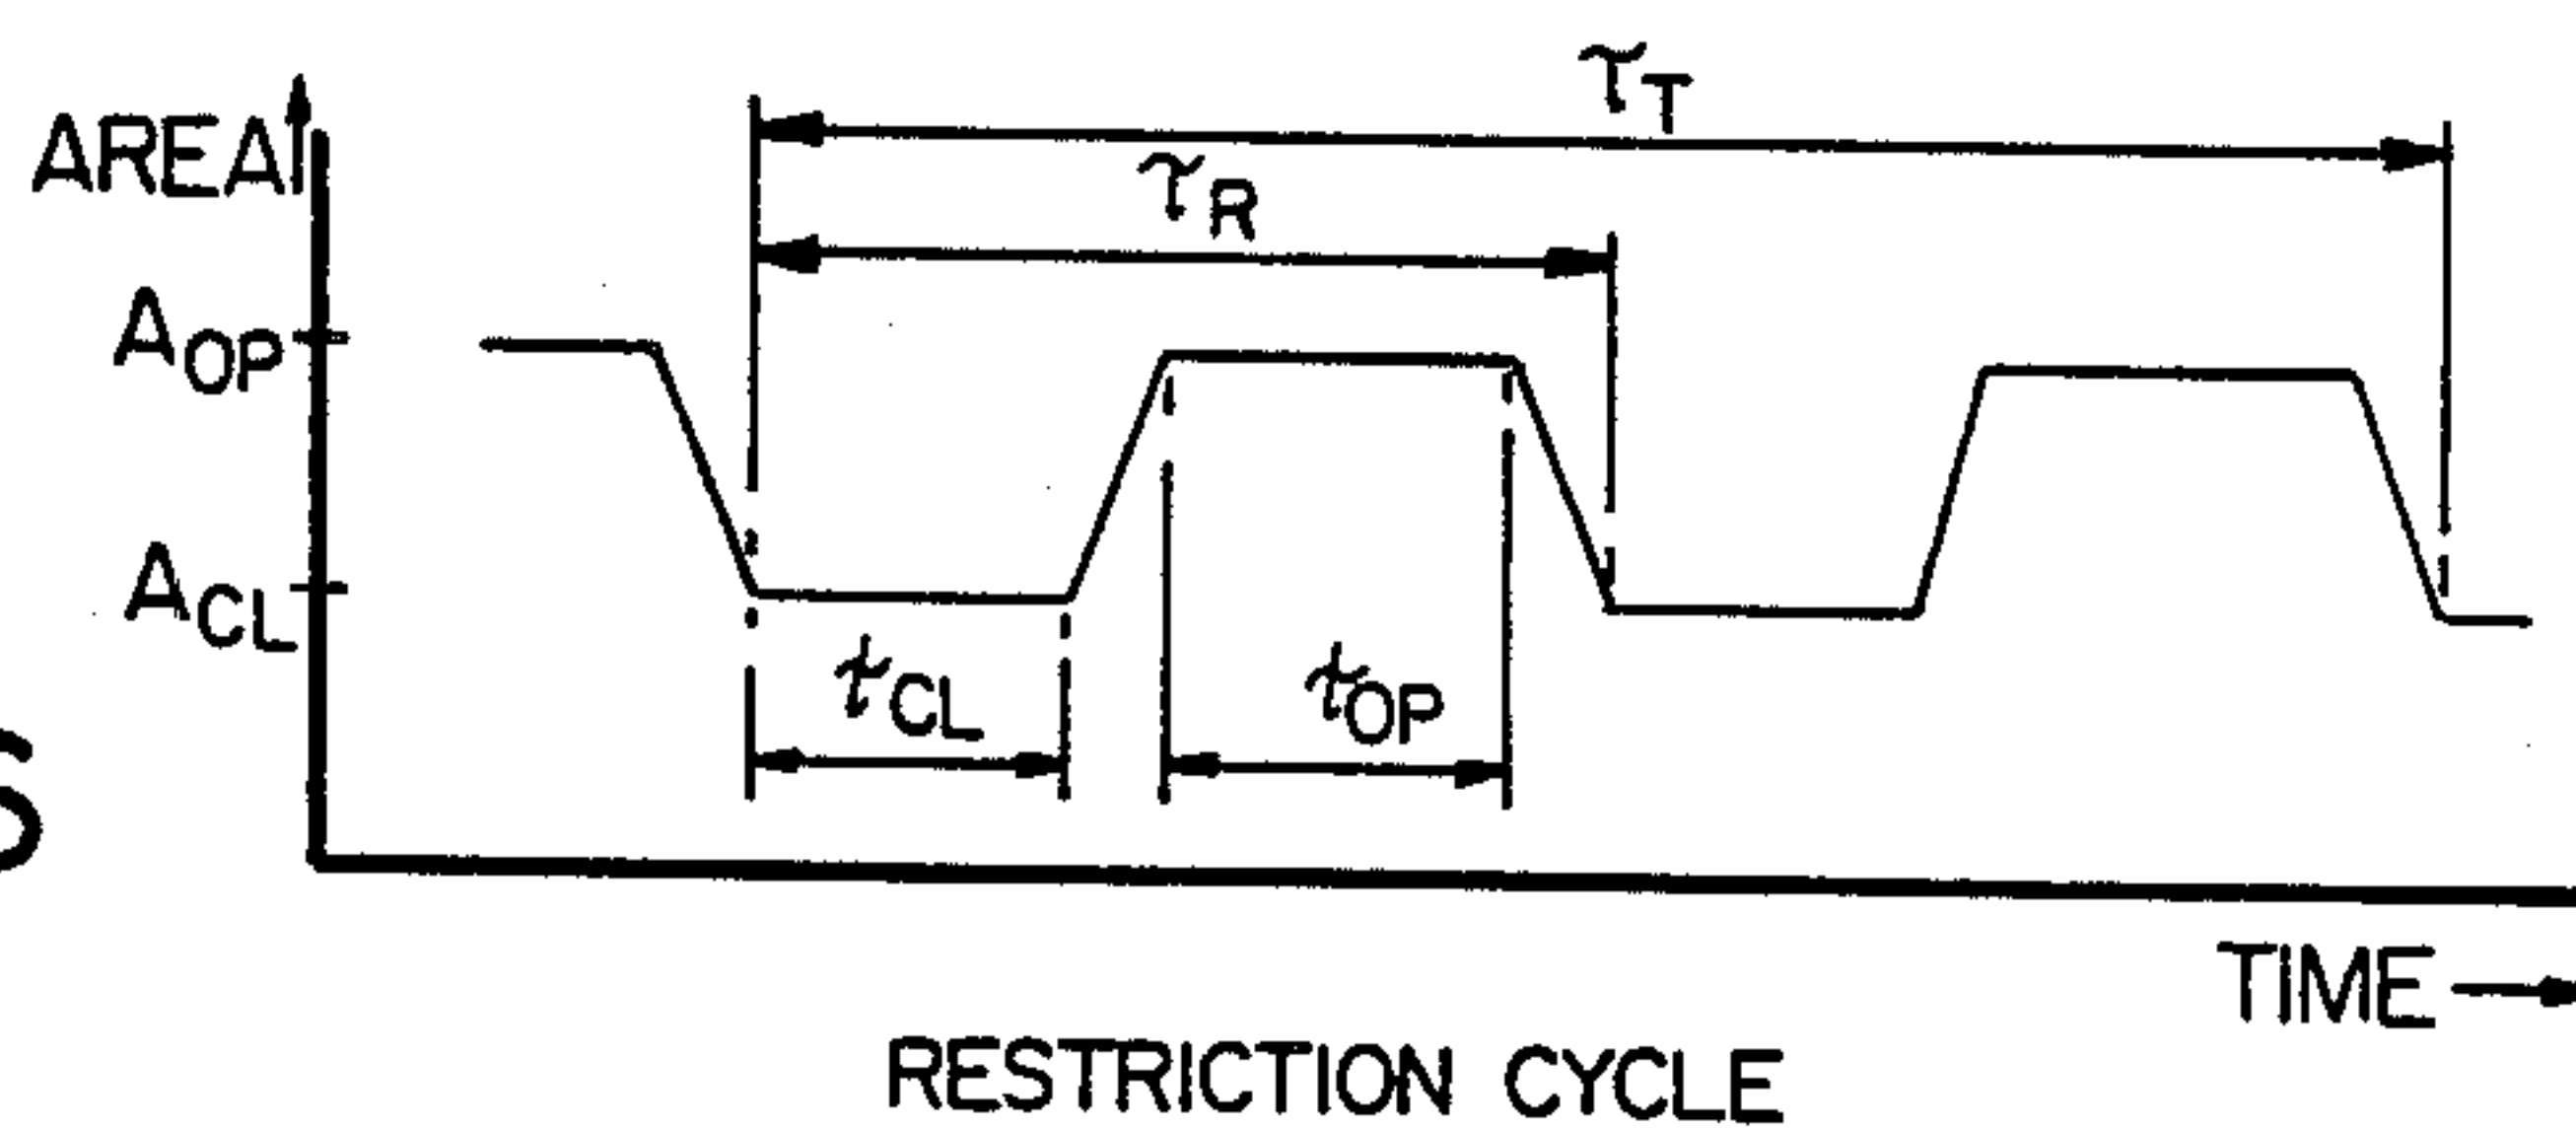 τT
AREA
τR
AOP
ACL
tCL
tOP
TIME
RESTRICTION CYCLE